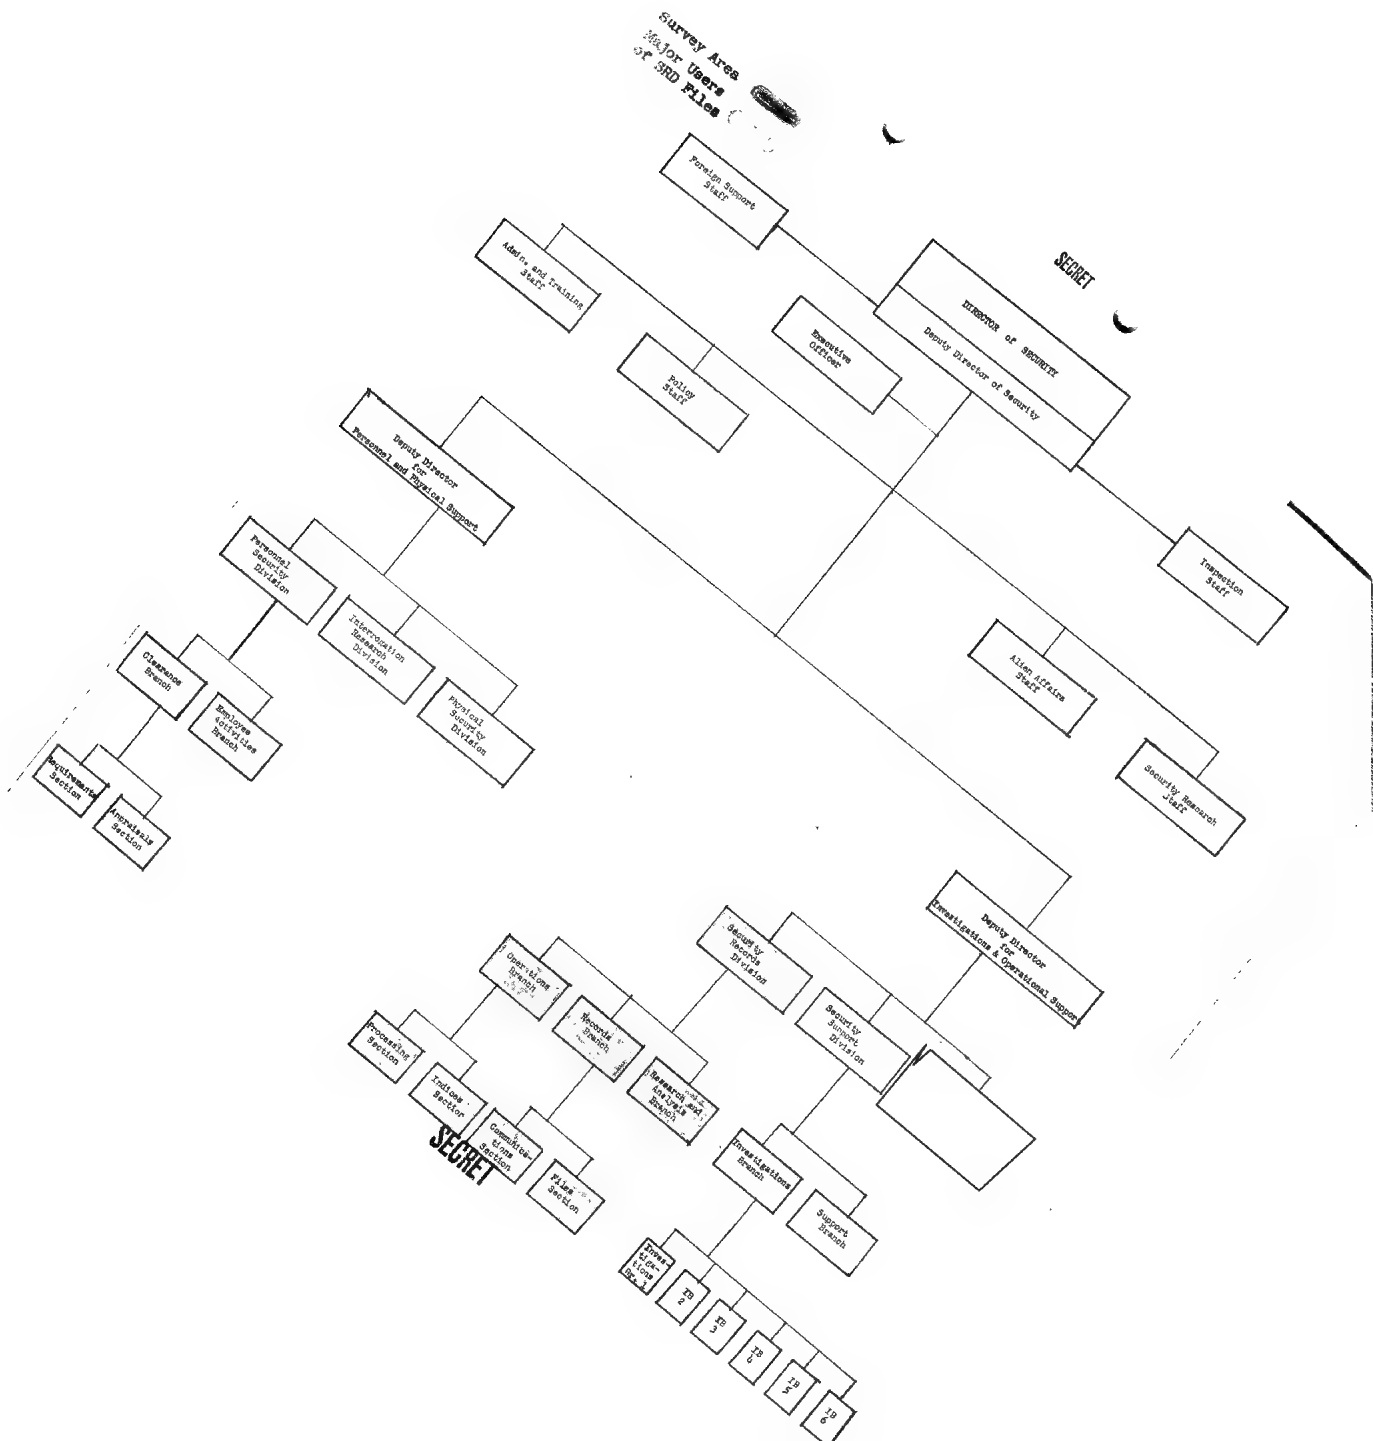 Survey Area
Major Users
of SRD Files
SECRET
Foreign Support
Staff
DIRECTOR of SECURITY
Deputy Director of Security
Executive
Officer
Inspection
Staff
Admin. and Training
Staff
Policy
Staff
Alien Affairs
Staff
Security Research
Staff
Deputy Director
for
Personnel and Physical Support
Personnel
Security
Division
Interrogation
Research
Division
Physical
Security
Division
Clearance
Branch
Employee
Activities
Branch
Requirements
Section
Appraisals
Section
Deputy Director
for
Investigations & Operational Support
Security
Records
Division
Security
Support
Division
Operations
Branch
Records
Branch
Research and
Analysis
Branch
Processing
Section
Indices
Section
Communica-
tions
Section
Files
Section
Investigations
Branch
Support
Branch
Inves-
tiga-
tions
Br. 1
IB
2
IB
3
IB
4
IB
5
IB
6
SECRET